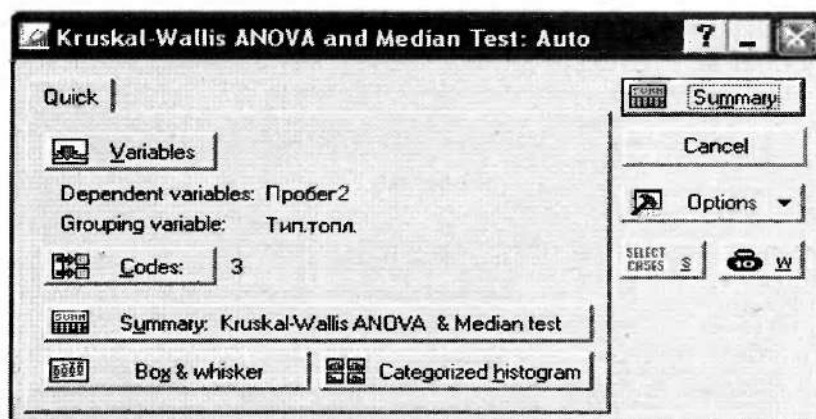 Kruskal-Wallis ANOVA and Median Test: Auto
Quick
Variables
Dependent variables: Пробег2
Grouping variable: Тип.топл.
Codes: 3
Summary: Kruskal-Wallis ANOVA & Median test
Box & whisker
Categorized histogram
Summary
Cancel
Options
SELECT CASES S
W